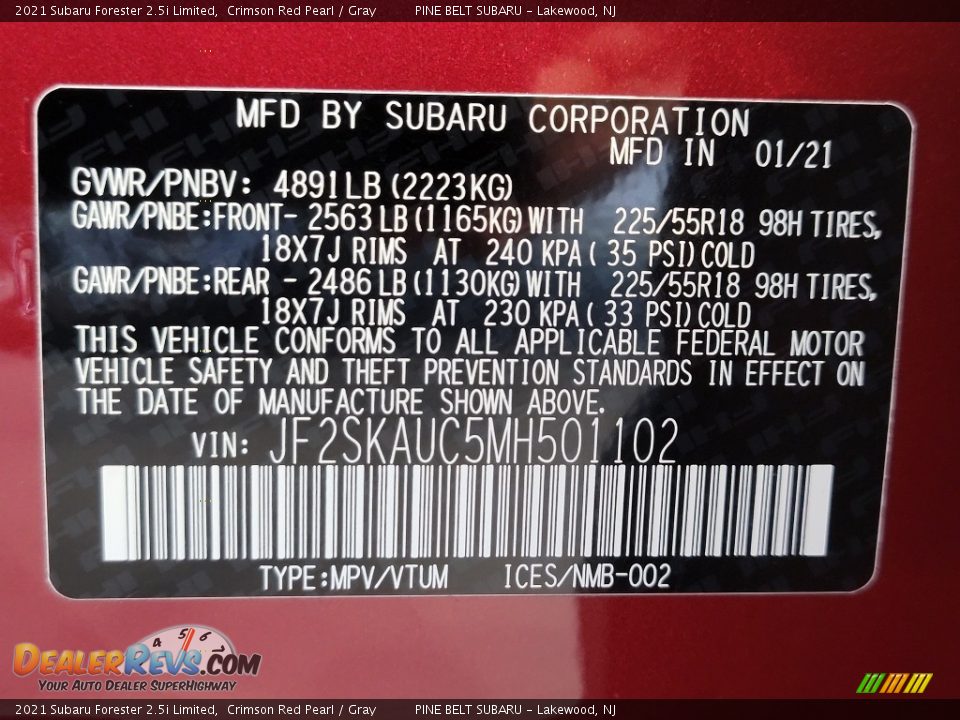 2021 Subaru Forester 2.5i Limited, Crimson Red Pearl / Gray PINE BELT SUBARU - Lakewood, NJ
MFD BY SUBARU CORPORATION
MFD IN 01/21
GVWR/PNBV: 4891LB (2223KG)
GAWR/PNBE:FRONT- 2563 LB (1165KG) WITH 225/55R18 98H TIRES,
18X7J RIMS AT 240 KPA ( 35 PSI) COLD
GAWR/PNBE:REAR - 2486 LB (1130KG) WITH 225/55R18 98H TIRES,
18X7J RIMS AT 230 KPA ( 33 PSI) COLD
THIS VEHICLE CONFORMS TO ALL APPLICABLE FEDERAL MOTOR
VEHICLE SAFETY AND THEFT PREVENTION STANDARDS IN EFFECT ON
THE DATE OF MANUFACTURE SHOWN ABOVE.
VIN: JF2SKAUC5MH501102
TYPE:MPV/VTUM ICES/NMB-002
4 5 6 7
DEALERREVS.COM
YOUR AUTO DEALER SUPERHIGHWAY
2021 Subaru Forester 2.5i Limited, Crimson Red Pearl / Gray PINE BELT SUBARU - Lakewood, NJ